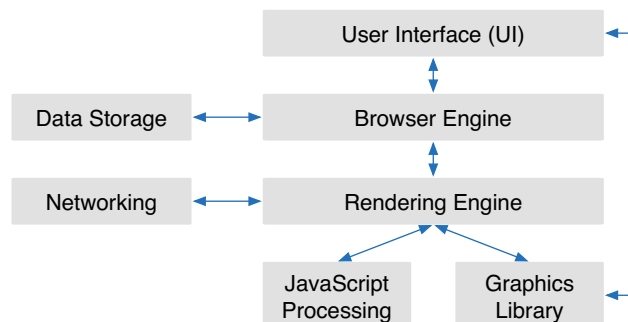 User Interface (UI)
Data Storage
Browser Engine
Networking
Rendering Engine
JavaScript
Processing
Graphics
Library